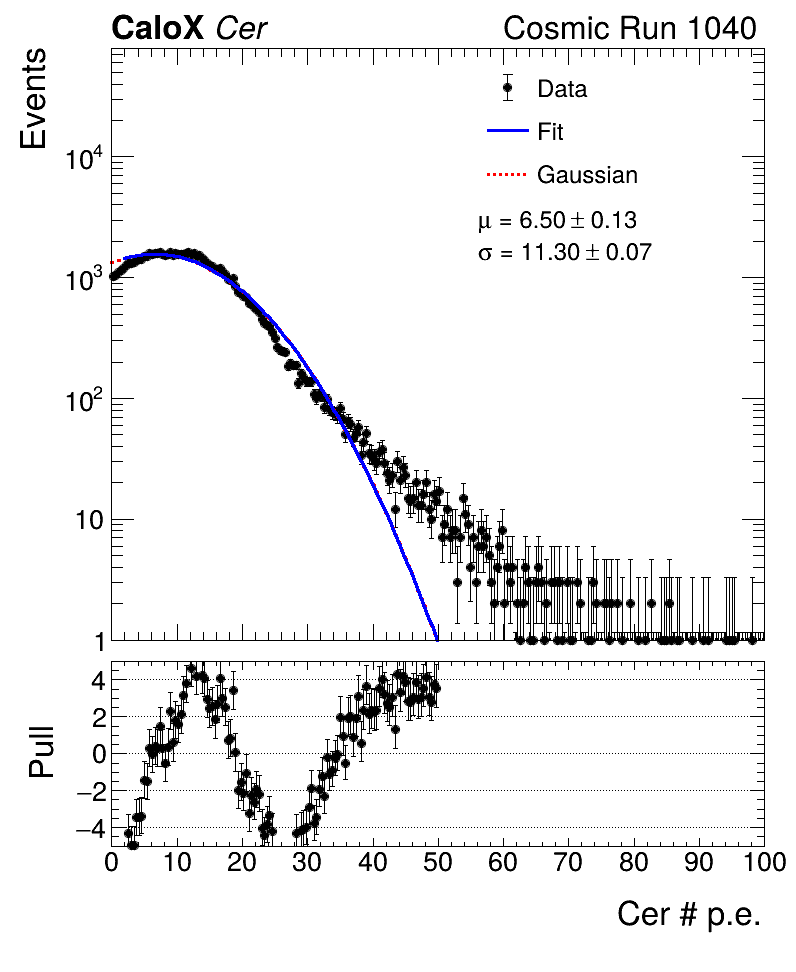 CaloX Cer
Cosmic Run 1040
Events
10⁴
10³
10²
10
1
Data
Fit
Gaussian
μ = 6.50 ± 0.13
σ = 11.30 ± 0.07
Pull
4
2
0
−2
−4
0 10 20 30 40 50 60 70 80 90 100
Cer # p.e.